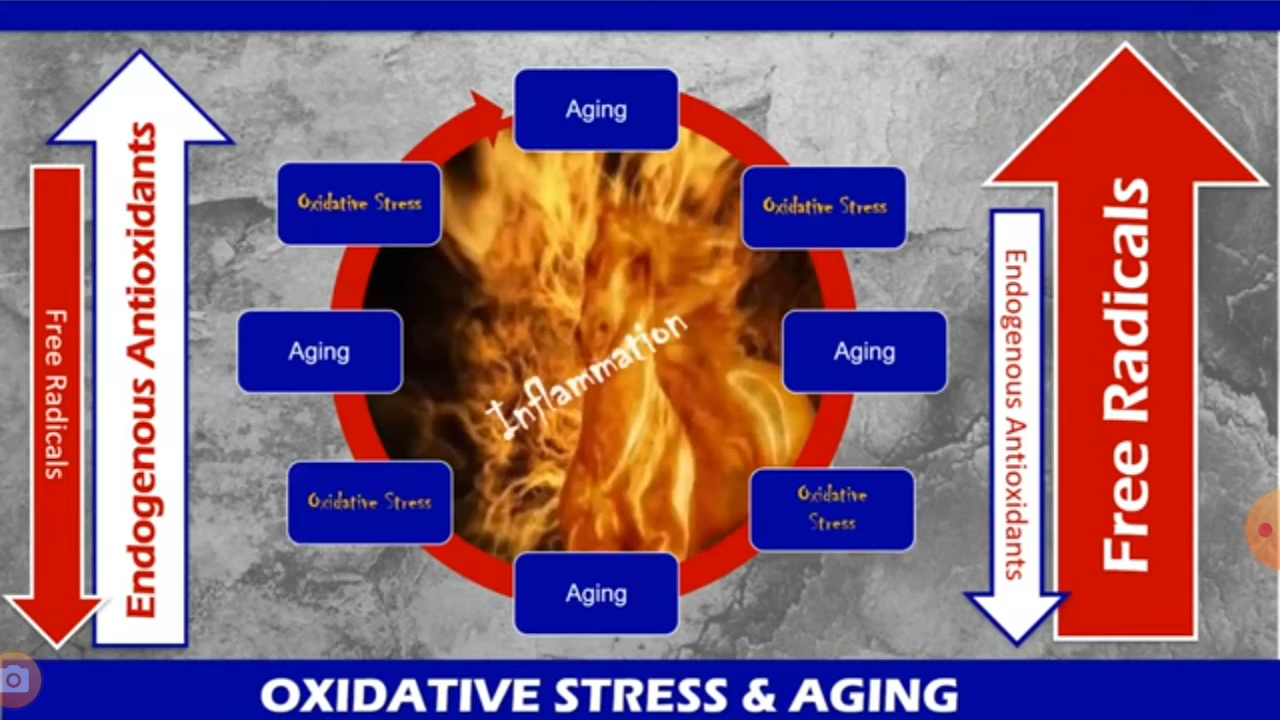 Free Radicals
Endogenous Antioxidants
Aging
Oxidative Stress
Oxidative Stress
Aging
Inflammation
Aging
Oxidative Stress
Oxidative
Stress
Aging
Endogenous Antioxidants
Free Radicals
OXIDATIVE STRESS & AGING